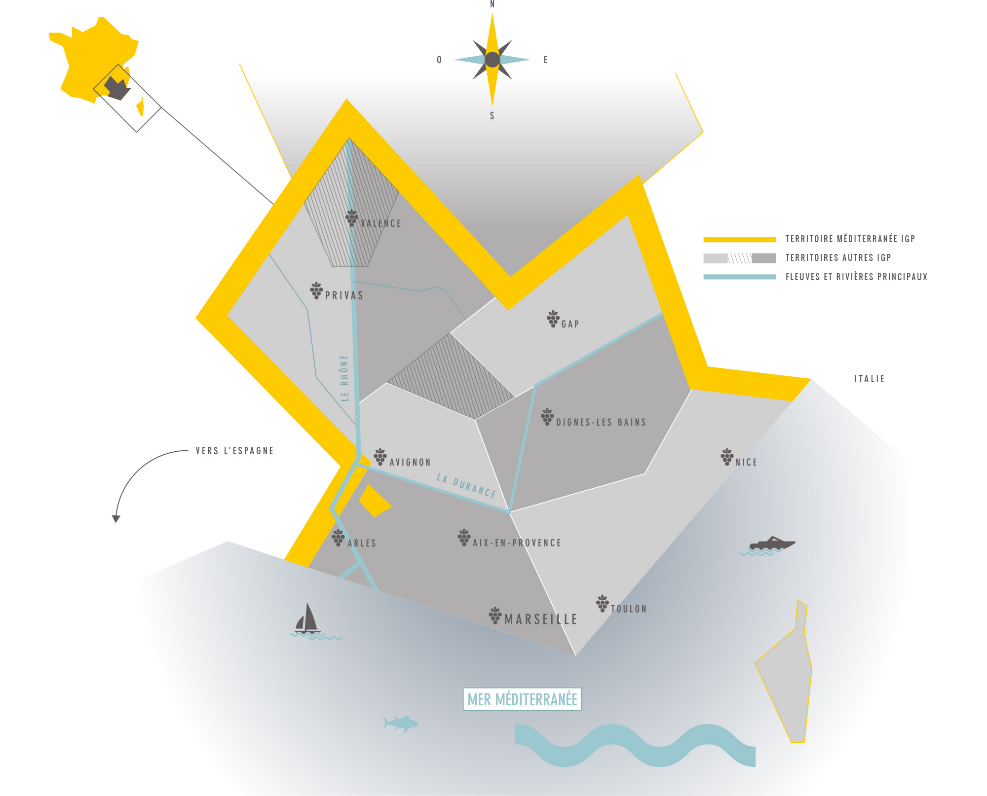 N
O
E
S
VALENCE
TERRITOIRE MÉDITERRANÉE IGP
TERRITOIRES AUTRES IGP
FLEUVES ET RIVIÈRES PRINCIPAUX
PRIVAS
GAP
LE RHÔNE
ITALIE
DIGNES-LES BAINS
VERS L'ESPAGNE
AVIGNON
NICE
LA DURANCE
ARLES
AIX-EN-PROVENCE
TOULON
MARSEILLE
MER MÉDITERRANÉE